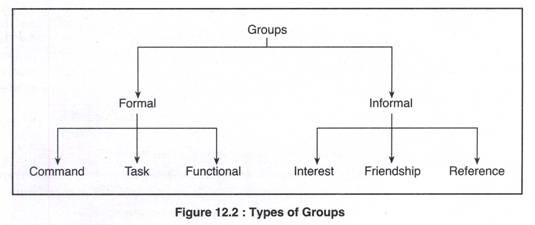 Groups
Formal Informal
Command Task Functional Interest Friendship Reference
Figure 12.2 : Types of Groups